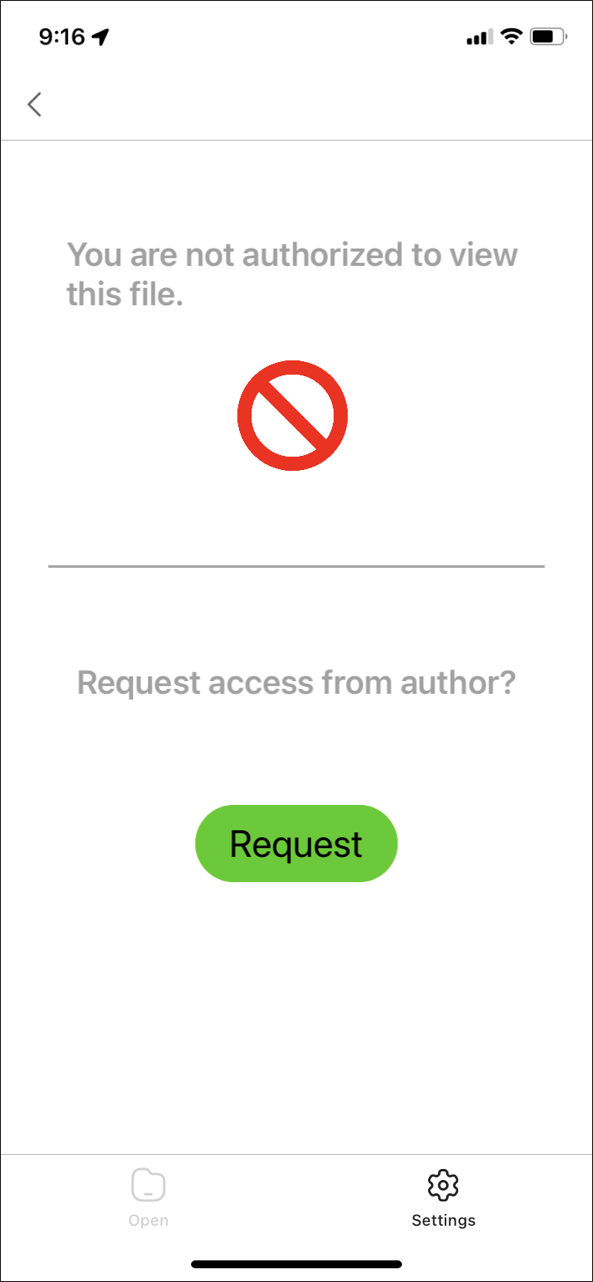 9:16
You are not authorized to view
this file.
Request access from author?
Request
Open
Settings